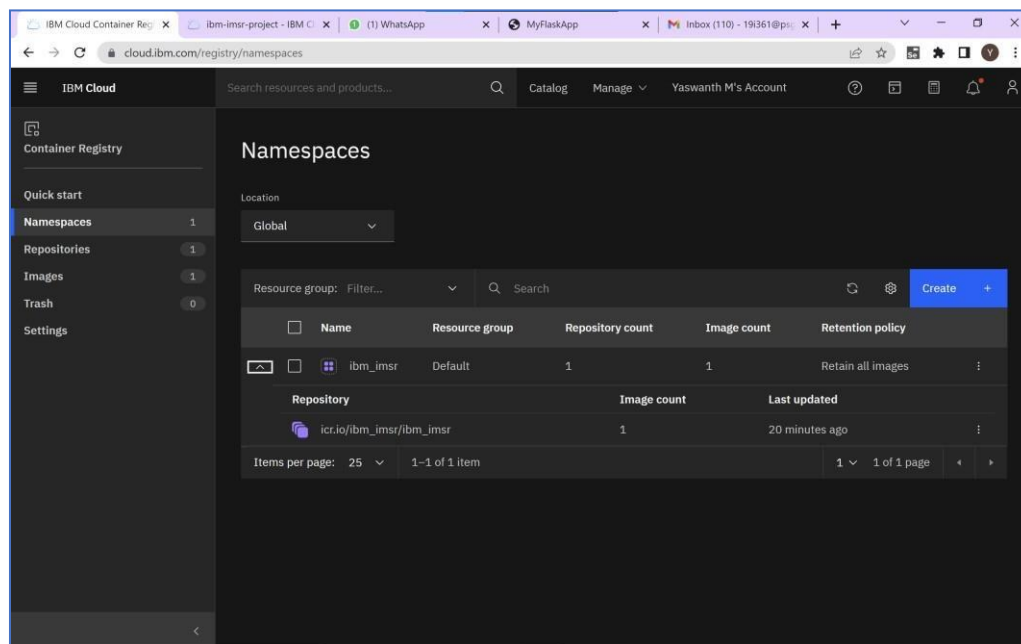 IBM Cloud Container Reg
ibm-imsr-project - IBM Cl
(1) WhatsApp
MyFlaskApp
Inbox (110) - 19i361@psg
cloud.ibm.com/registry/namespaces
Y
IBM Cloud
Search resources and products...
Catalog
Manage
Yaswanth M's Account
Container Registry
Quick start
Namespaces 1
Repositories 1
Images 1
Trash 0
Settings
Namespaces
Location
Global
Resource group: Filter...
Search
Create +
Name Resource group Repository count Image count Retention policy
ibm_imsr Default 1 1 Retain all images
Repository Image count Last updated
icr.io/ibm_imsr/ibm_imsr 1 20 minutes ago
Items per page: 25 1–1 of 1 item 1 1 of 1 page